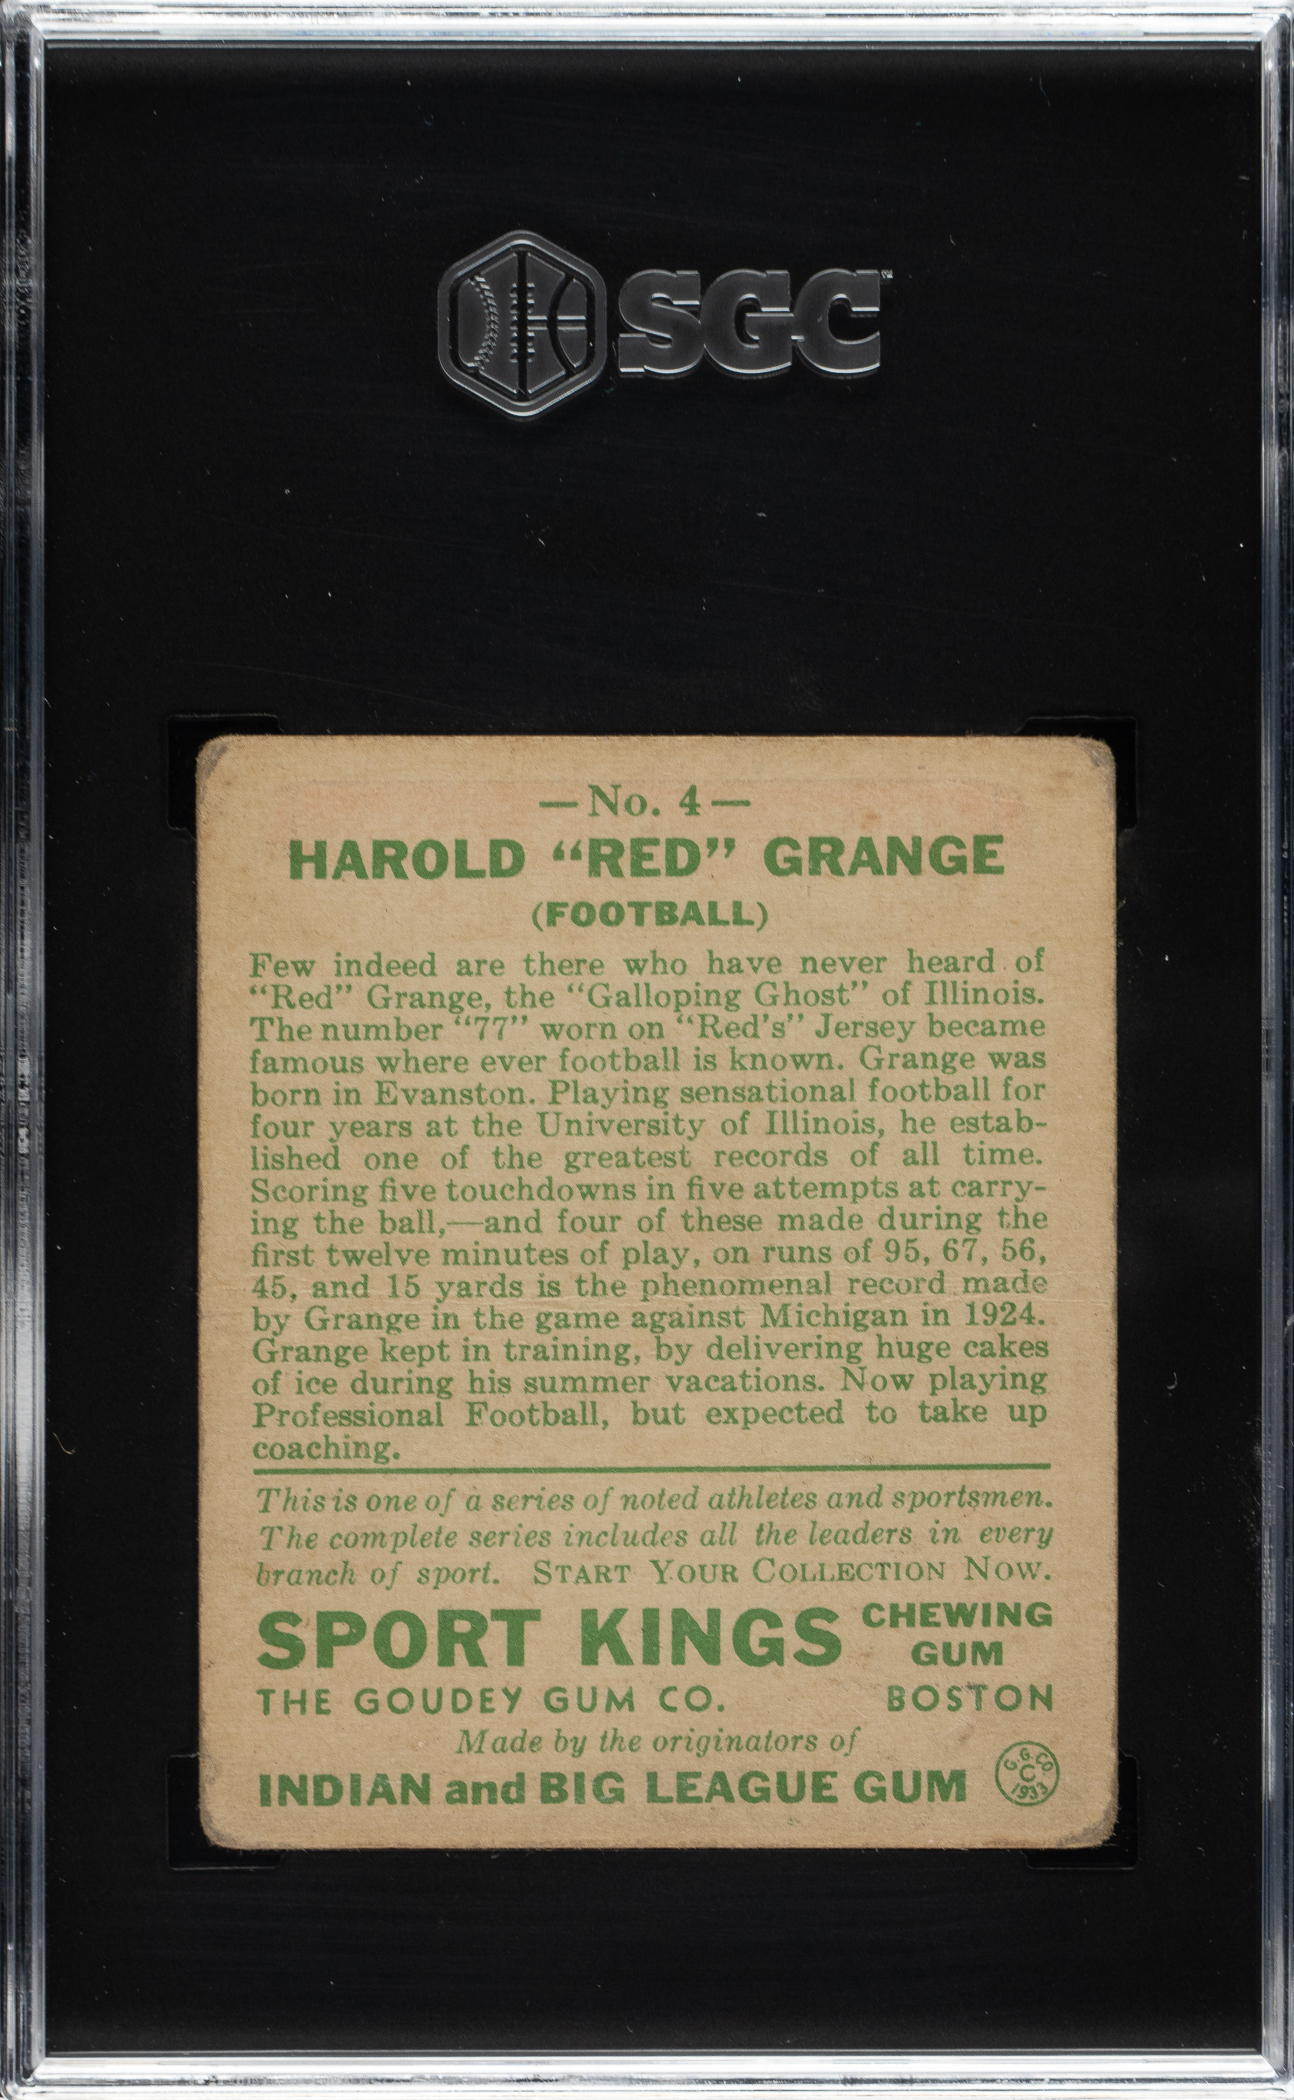 SGC™
—No. 4—
HAROLD “RED” GRANGE
(FOOTBALL)
Few indeed are there who have never heard of
“Red” Grange, the “Galloping Ghost” of Illinois.
The number “77” worn on “Red’s” Jersey became
famous where ever football is known. Grange was
born in Evanston. Playing sensational football for
four years at the University of Illinois, he estab-
lished one of the greatest records of all time.
Scoring five touchdowns in five attempts at carry-
ing the ball,—and four of these made during the
first twelve minutes of play, on runs of 95, 67, 56,
45, and 15 yards is the phenomenal record made
by Grange in the game against Michigan in 1924.
Grange kept in training, by delivering huge cakes
of ice during his summer vacations. Now playing
Professional Football, but expected to take up
coaching.
This is one of a series of noted athletes and sportsmen.
The complete series includes all the leaders in every
branch of sport. START YOUR COLLECTION NOW.
SPORT KINGS CHEWING GUM
THE GOUDEY GUM CO. BOSTON
Made by the originators of
INDIAN and BIG LEAGUE GUM
G.G.CO.
C
1933